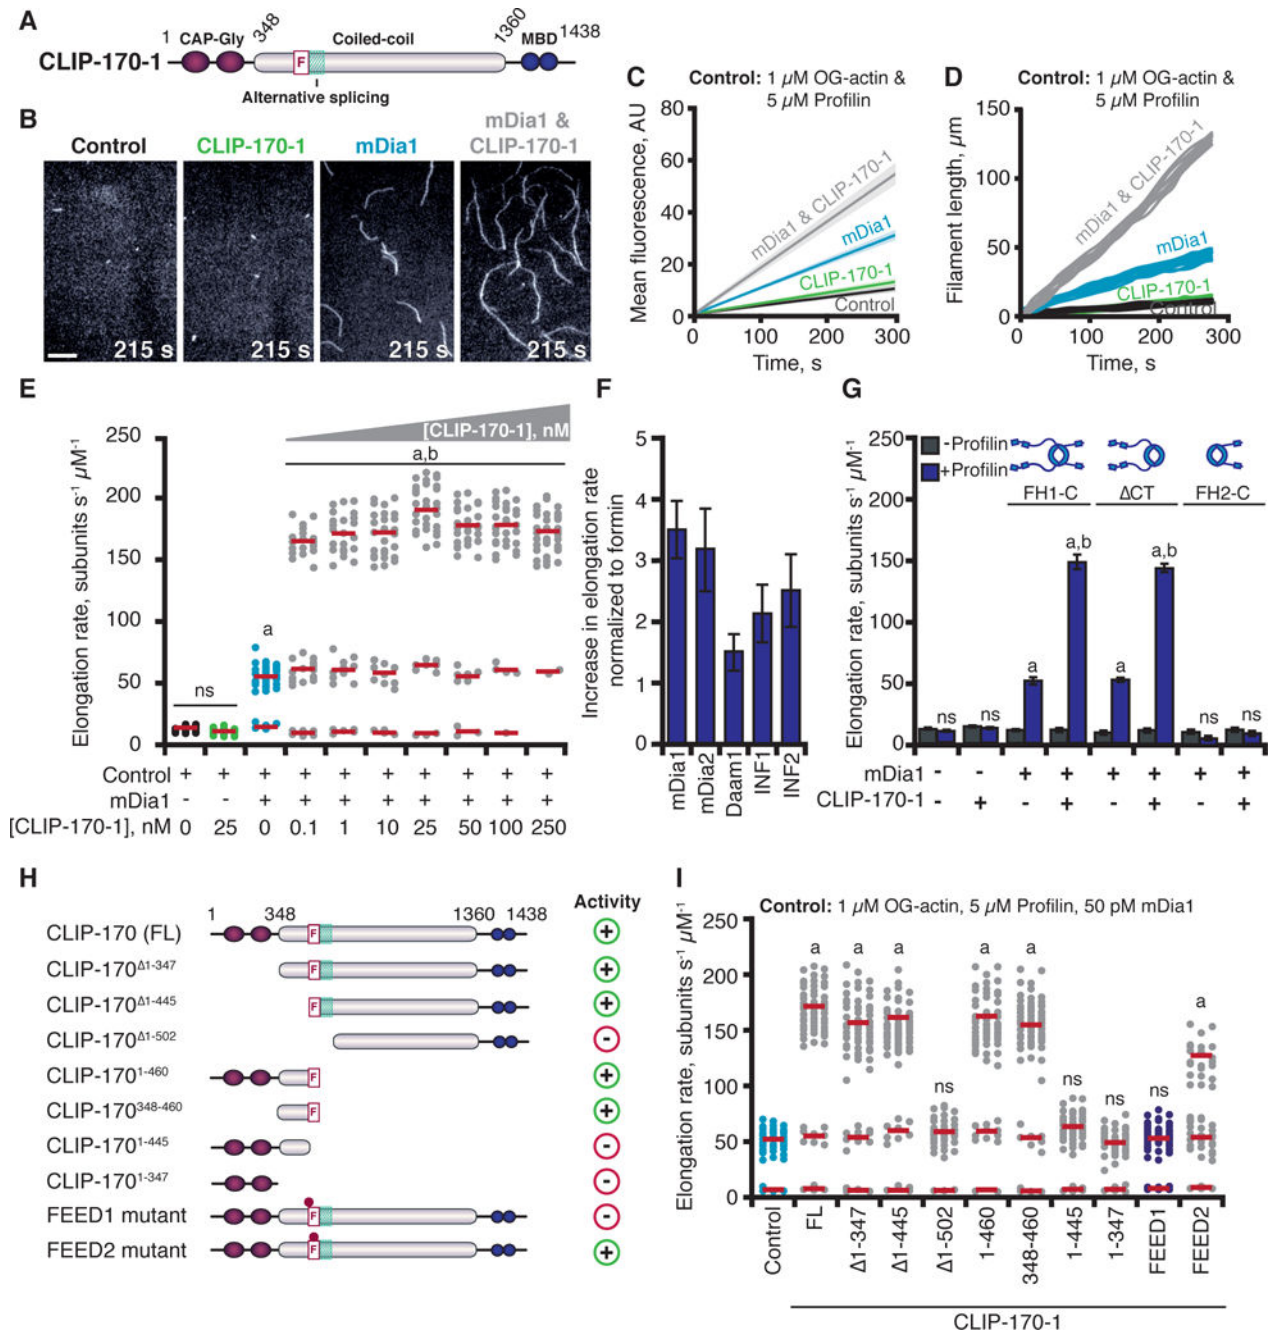 A
1 CAP-Gly 348 Coiled-coil 1360 MBD 1438
CLIP-170-1
F
Alternative splicing
B
Control CLIP-170-1 mDia1 mDia1 & CLIP-170-1
215 s 215 s 215 s 215 s
C
Control: 1 µM OG-actin &
5 µM Profilin
Mean fluorescence, AU
80
60
40
20
0
mDia1 & CLIP-170-1
mDia1
CLIP-170-1
Control
0 100 200 300
Time, s
D
Control: 1 µM OG-actin &
5 µM Profilin
Filament length, µm
150
100
50
0
mDia1 & CLIP-170-1
mDia1
CLIP-170-1
Control
0 100 200 300
Time, s
E
[CLIP-170-1], nM
a,b
a
ns
Elongation rate, subunits s⁻¹ µM⁻¹
250
200
150
100
50
0
Control + + + + + + + + + +
mDia1 - - + + + + + + + +
[CLIP-170-1], nM 0 25 0 0.1 1 10 25 50 100 250
F
Increase in elongation rate
normalized to formin
5
4
3
2
1
0
mDia1 mDia2 Daam1 INF1 INF2
G
-Profilin
+Profilin
FH1-C ΔCT FH2-C
Elongation rate, subunits s⁻¹ µM⁻¹
250
200
150
100
50
0
ns ns a a,b a a,b ns ns
mDia1 - - + + + + + +
CLIP-170-1 - + - + - + - +
H
Activity
1 348 1360 1438
CLIP-170 (FL) F +
CLIP-170Δ1-347 F +
CLIP-170Δ1-445 F +
CLIP-170Δ1-502 -
CLIP-1701-460 F +
CLIP-170348-460 F +
CLIP-1701-445 -
CLIP-1701-347 -
FEED1 mutant F -
FEED2 mutant F +
I
Control: 1 µM OG-actin, 5 µM Profilin, 50 pM mDia1
Elongation rate, subunits s⁻¹ µM⁻¹
250
200
150
100
50
0
a a a ns a a ns ns ns a
Control FL Δ1-347 Δ1-445 Δ1-502 1-460 348-460 1-445 1-347 FEED1 FEED2
CLIP-170-1